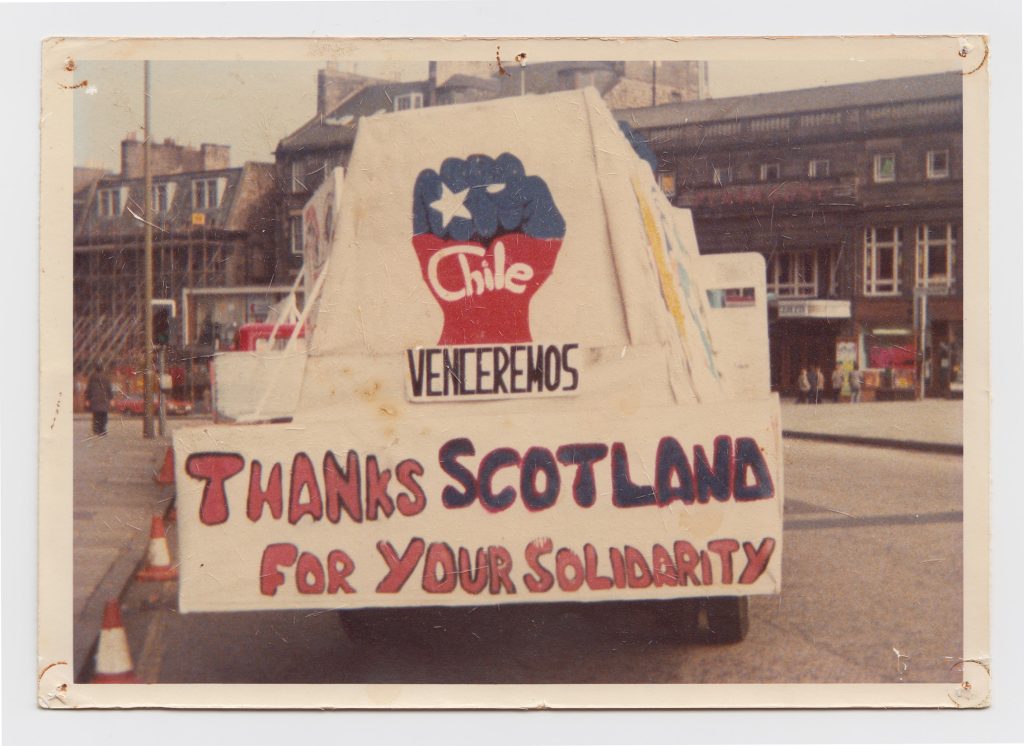 Chile
VENCEREMOS
THANKS SCOTLAND
FOR YOUR SOLIDARITY